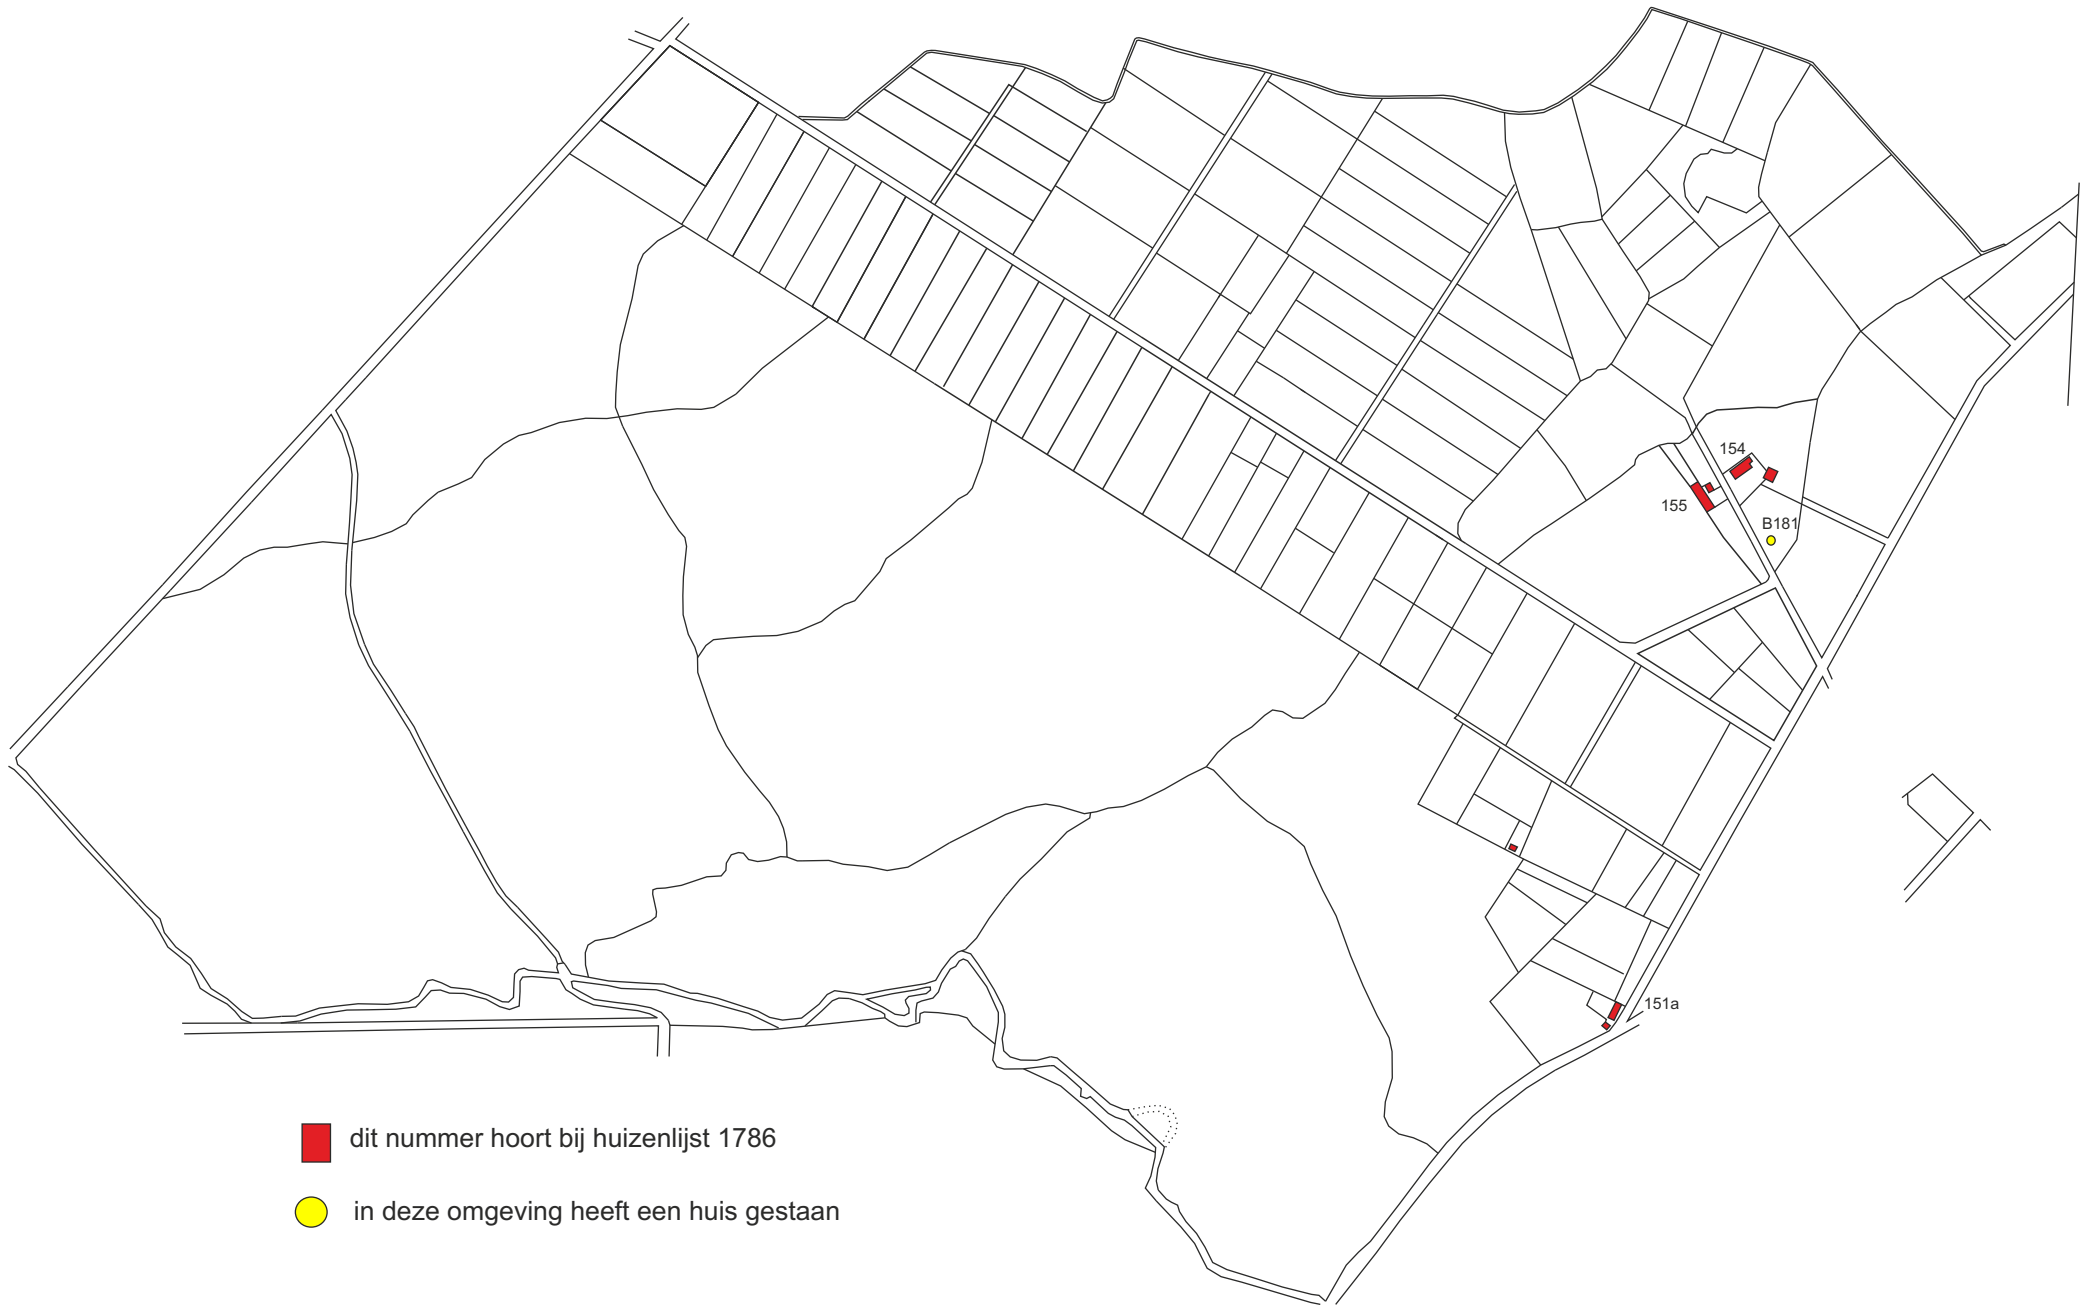 154
155
B181
151a
dit nummer hoort bij huizenlijst 1786
in deze omgeving heeft een huis gestaan